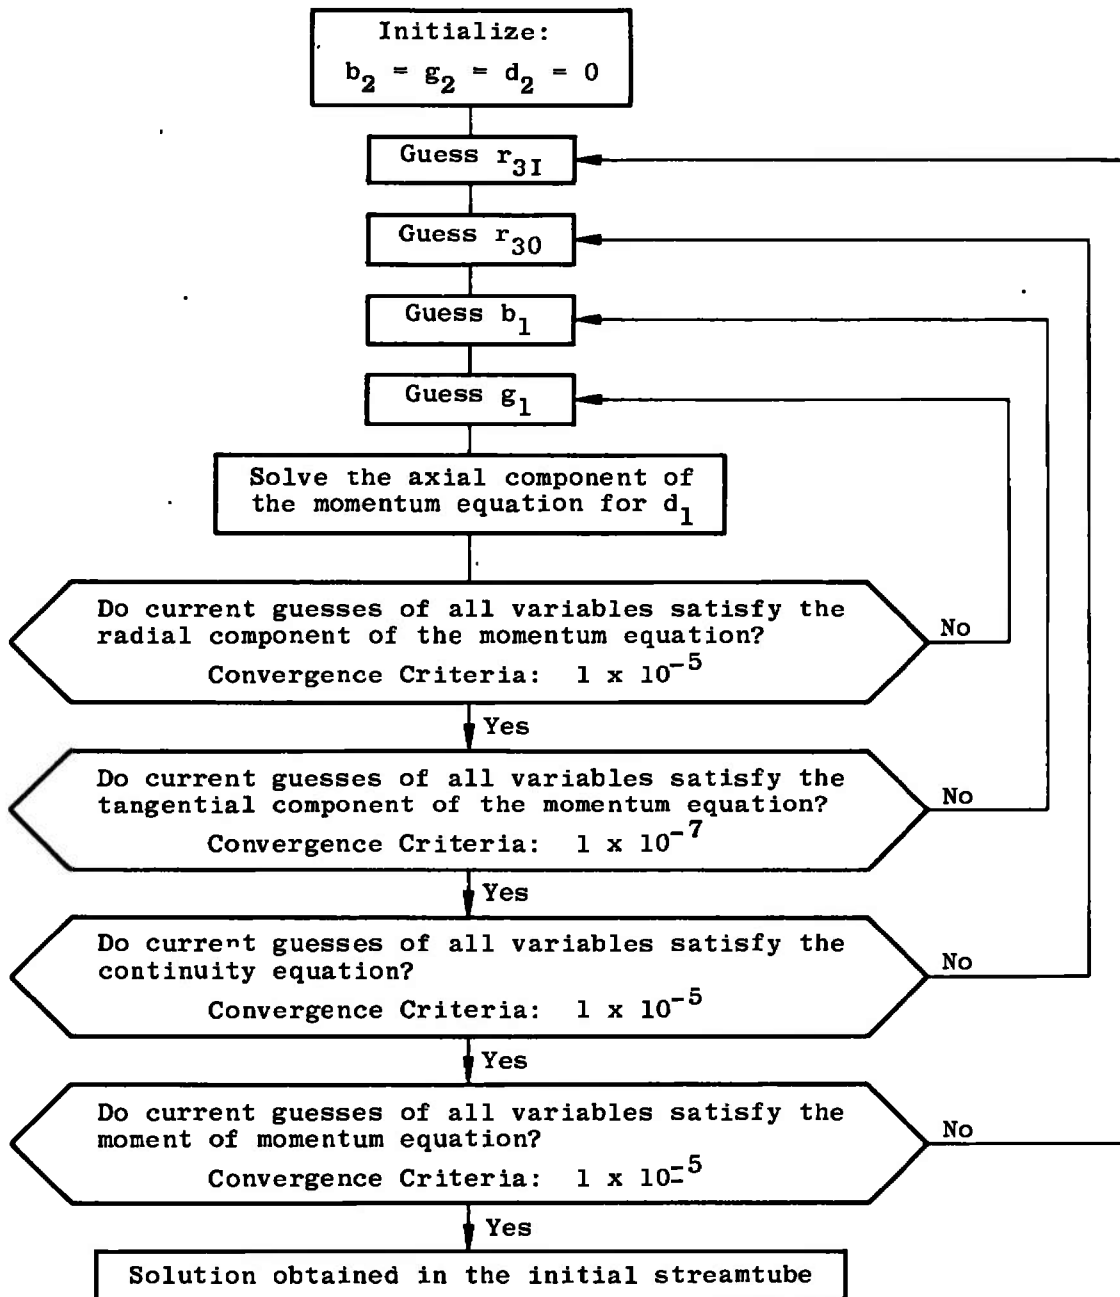 Initialize:
b₂ = g₂ = d₂ = 0
Guess r₃I
Guess r₃O
Guess b₁
Guess g₁
Solve the axial component of
the momentum equation for d₁
Do current guesses of all variables satisfy the
radial component of the momentum equation?
Convergence Criteria: 1 x 10⁻⁵
No
Yes
Do current guesses of all variables satisfy the
tangential component of the momentum equation?
Convergence Criteria: 1 x 10⁻⁷
No
Yes
Do current guesses of all variables satisfy the
continuity equation?
Convergence Criteria: 1 x 10⁻⁵
No
Yes
Do current guesses of all variables satisfy the
moment of momentum equation?
Convergence Criteria: 1 x 10⁻⁵
No
Yes
Solution obtained in the initial streamtube